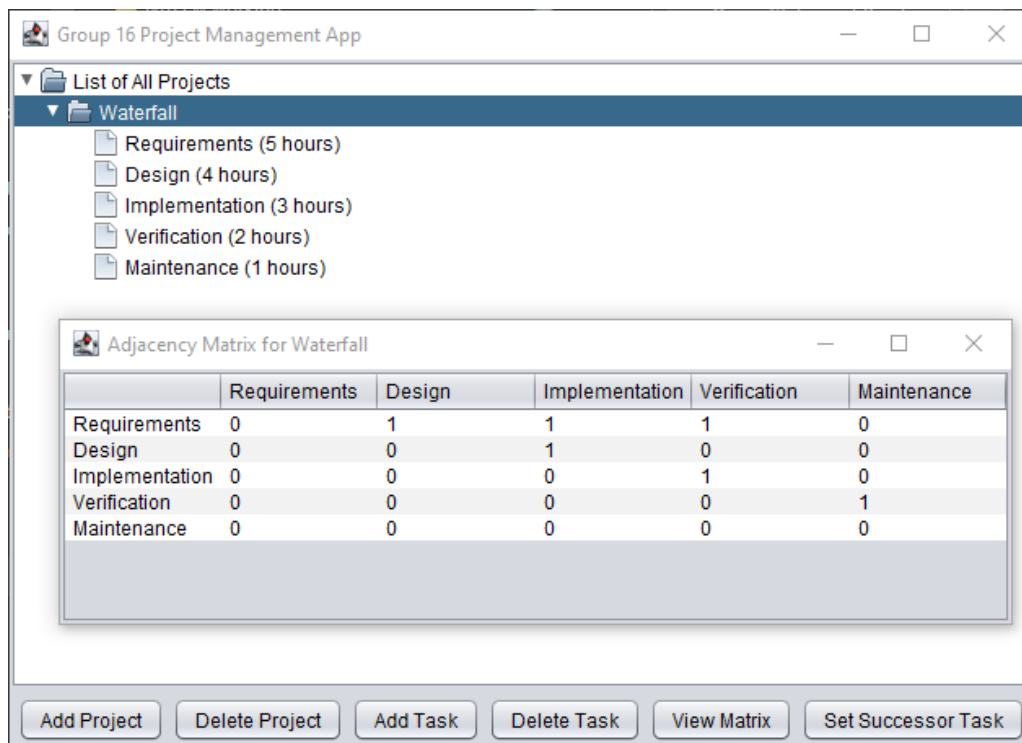 Group 16 Project Management App
List of All Projects
Waterfall
Requirements (5 hours)
Design (4 hours)
Implementation (3 hours)
Verification (2 hours)
Maintenance (1 hours)
Adjacency Matrix for Waterfall
Requirements Design Implementation Verification Maintenance
Requirements 0 1 1 1 0
Design 0 0 1 0 0
Implementation 0 0 0 1 0
Verification 0 0 0 0 1
Maintenance 0 0 0 0 0
Add Project Delete Project Add Task Delete Task View Matrix Set Successor Task